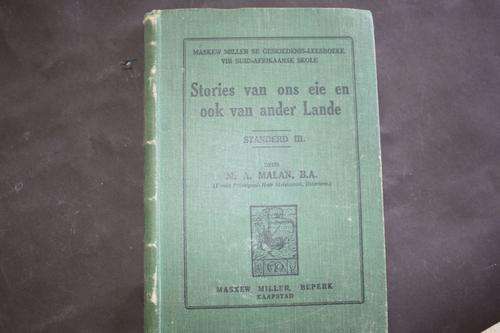 MASKEW MILLER SE GESKIEDENIS-LEESBOEKE
VIR SUID-AFRIKAANSE SKOLE
Stories van ons eie en
ook van ander Lande
STANDERD III.
DEUR
M. A. MALAN, B.A.
MASKEW MILLER, BEPERK
KAAPSTAD